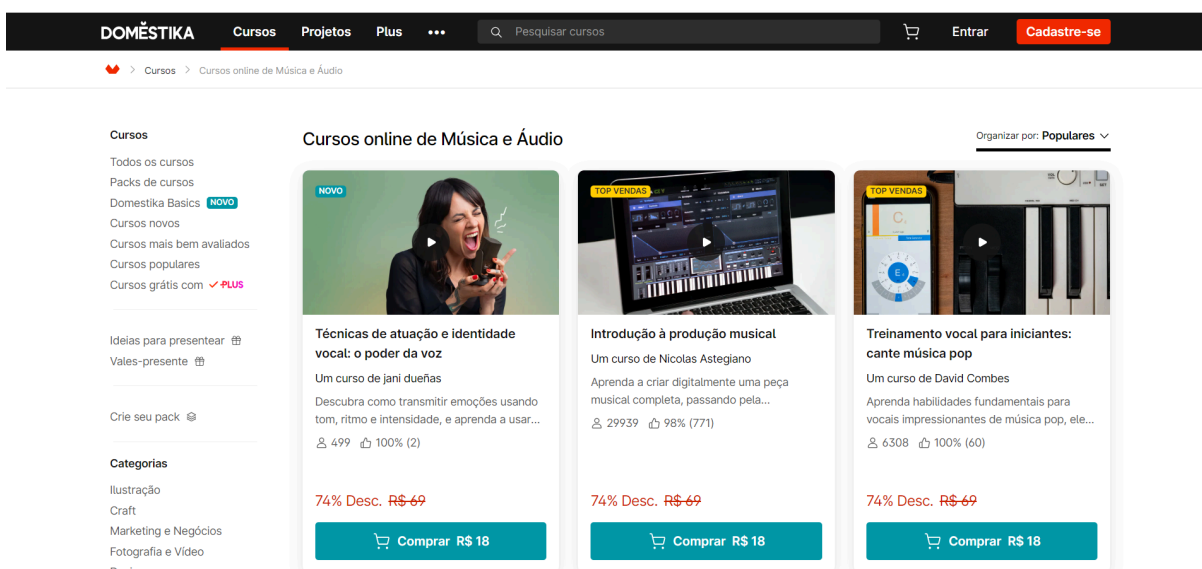 DOMĚSTIKA Cursos Projetos Plus ••• Pesquisar cursos Entrar Cadastre-se
> Cursos > Cursos online de Música e Áudio
Cursos
Todos os cursos
Packs de cursos
Domestika Basics NOVO
Cursos novos
Cursos mais bem avaliados
Cursos populares
Cursos grátis com PLUS
Ideias para presentear
Vales-presente
Crie seu pack
Categorias
Ilustração
Craft
Marketing e Negócios
Fotografia e Vídeo
Cursos online de Música e Áudio
Organizar por: Populares
NOVO
Técnicas de atuação e identidade
vocal: o poder da voz
Um curso de jani dueñas
Descubra como transmitir emoções usando
tom, ritmo e intensidade, e aprenda a usar...
499 100% (2)
74% Desc. R$ 69
Comprar R$ 18
TOP VENDAS
Introdução à produção musical
Um curso de Nicolas Astegiano
Aprenda a criar digitalmente uma peça
musical completa, passando pela...
29939 98% (771)
74% Desc. R$ 69
Comprar R$ 18
TOP VENDAS
Treinamento vocal para iniciantes:
cante música pop
Um curso de David Combes
Aprenda habilidades fundamentais para
vocais impressionantes de música pop, ele...
6308 100% (60)
74% Desc. R$ 69
Comprar R$ 18